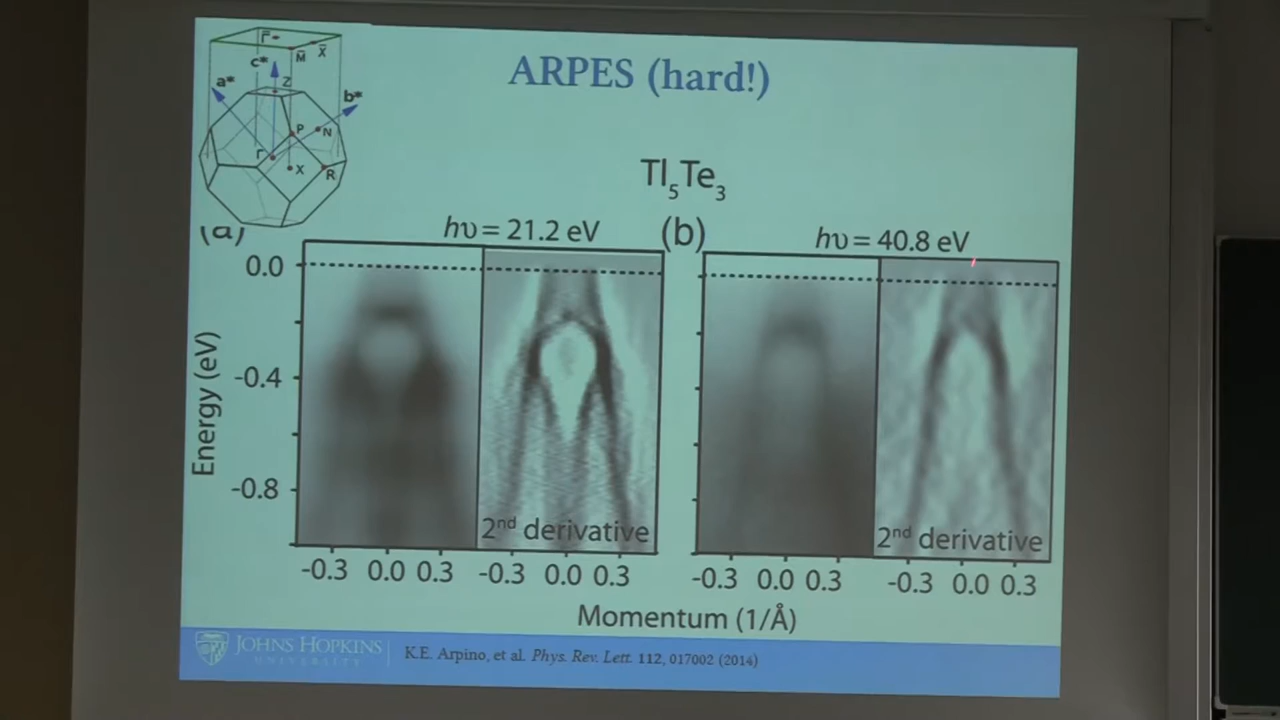 ARPES (hard!)
Γ̄ M̄ X̄
c*
a* Z b*
P N
Γ X R
Tl5Te3
(a) hυ = 21.2 eV (b) hυ = 40.8 eV
0.0
-0.4
-0.8
Energy (eV)
2nd derivative 2nd derivative
-0.3 0.0 0.3 -0.3 0.0 0.3 -0.3 0.0 0.3 -0.3 0.0 0.3
Momentum (1/Å)
JOHNS HOPKINS
UNIVERSITY
K.E. Arpino, et al. Phys. Rev. Lett. 112, 017002 (2014)